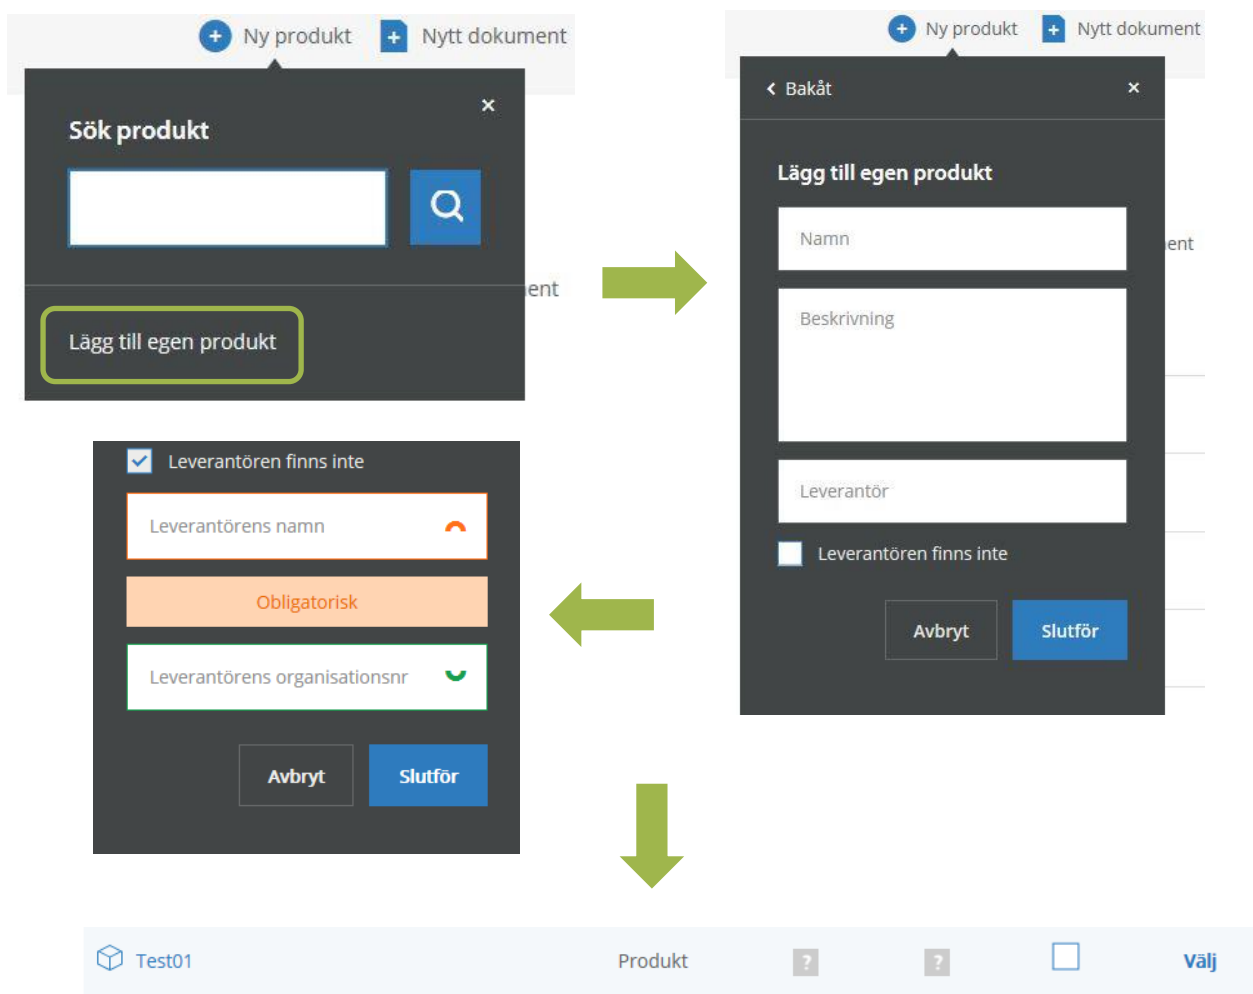 Ny produkt
Nytt dokument
Sök produkt
ent
Lägg till egen produkt
Ny produkt
Nytt dokument
Bakåt
Lägg till egen produkt
Namn
ent
Beskrivning
Leverantör
Leverantören finns inte
Avbryt
Slutför
Leverantören finns inte
Leverantörens namn
Obligatorisk
Leverantörens organisationsnr
Avbryt
Slutför
Test01
Produkt
?
?
Välj